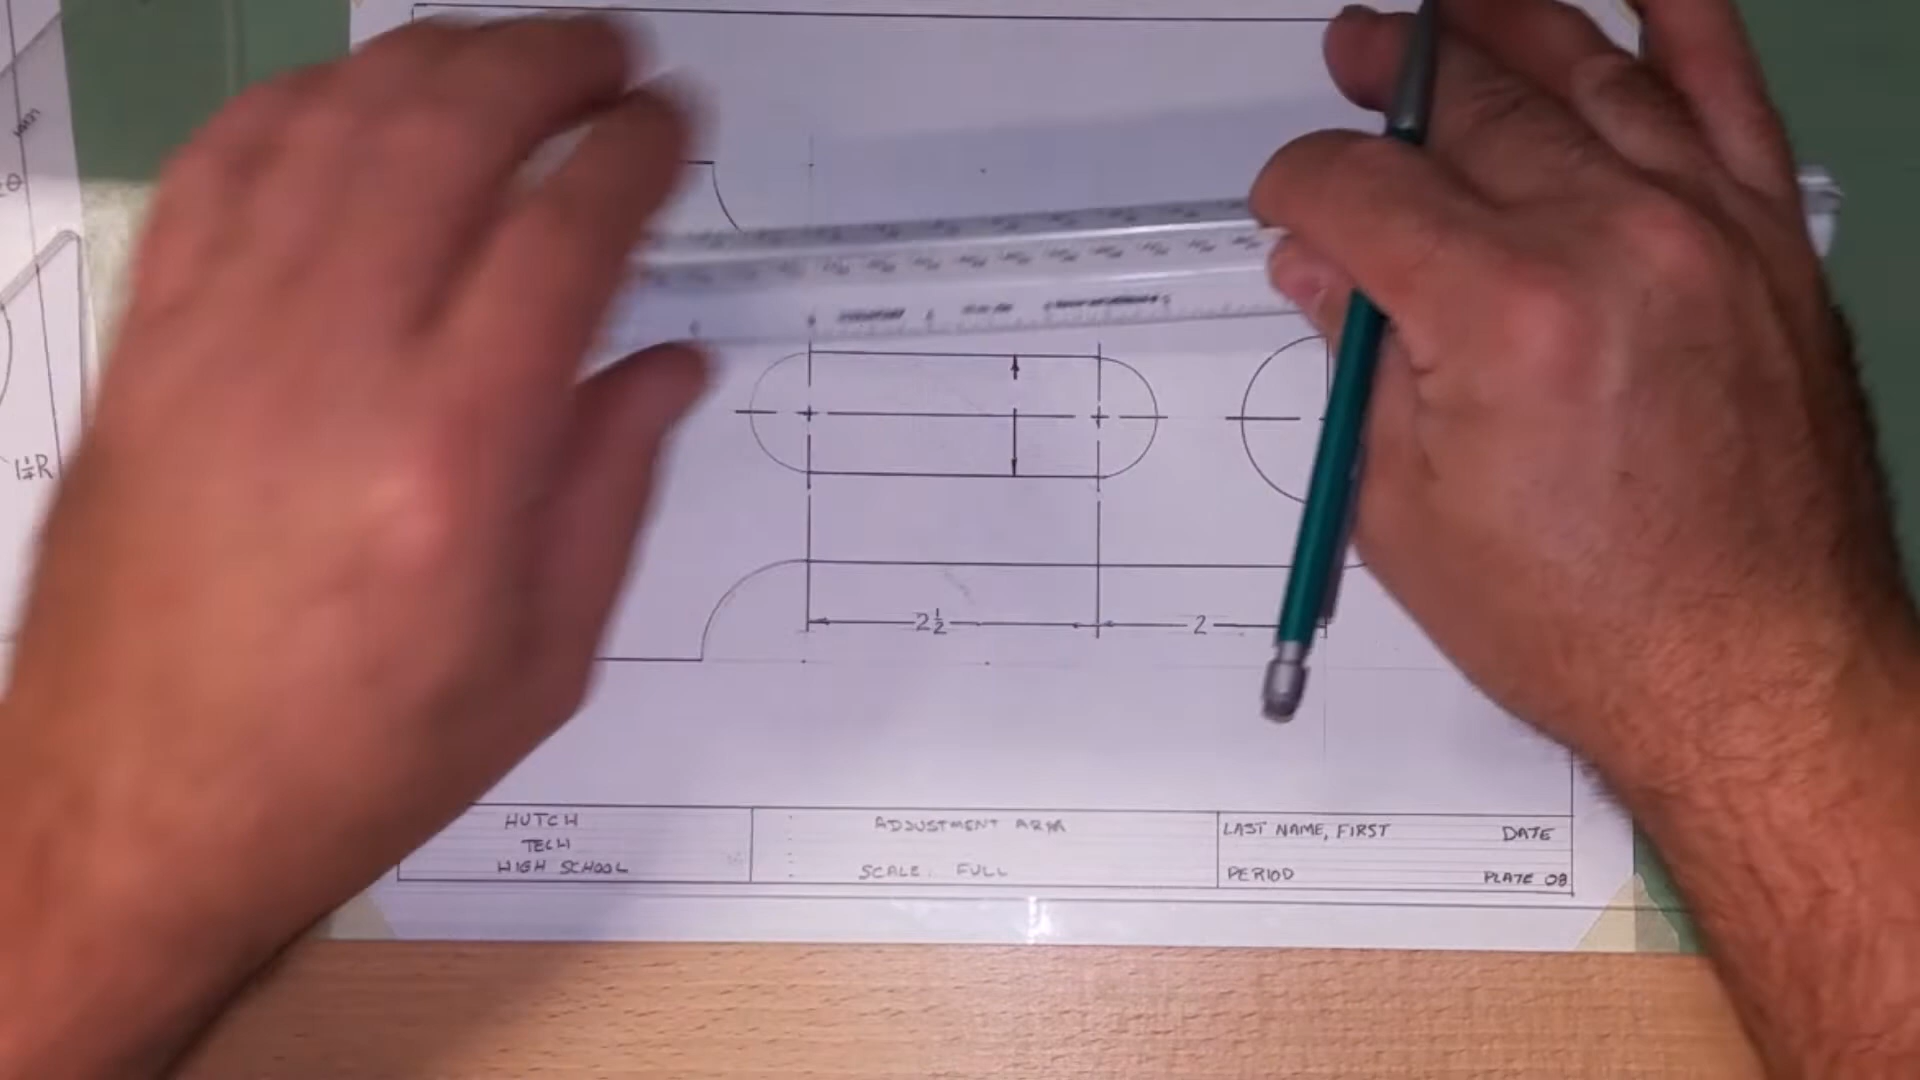 1¼R
2½
2
HUTCH
TECH
HIGH SCHOOL
ADJUSTMENT ARM
SCALE: FULL
LAST NAME, FIRST DATE
PERIOD PLATE 08